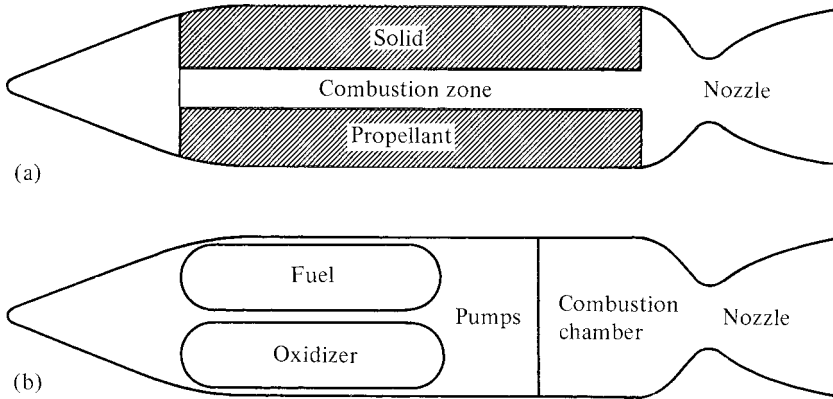 Solid
Combustion zone
Nozzle
Propellant
(a)
Fuel
Pumps
Combustion
chamber
Nozzle
Oxidizer
(b)